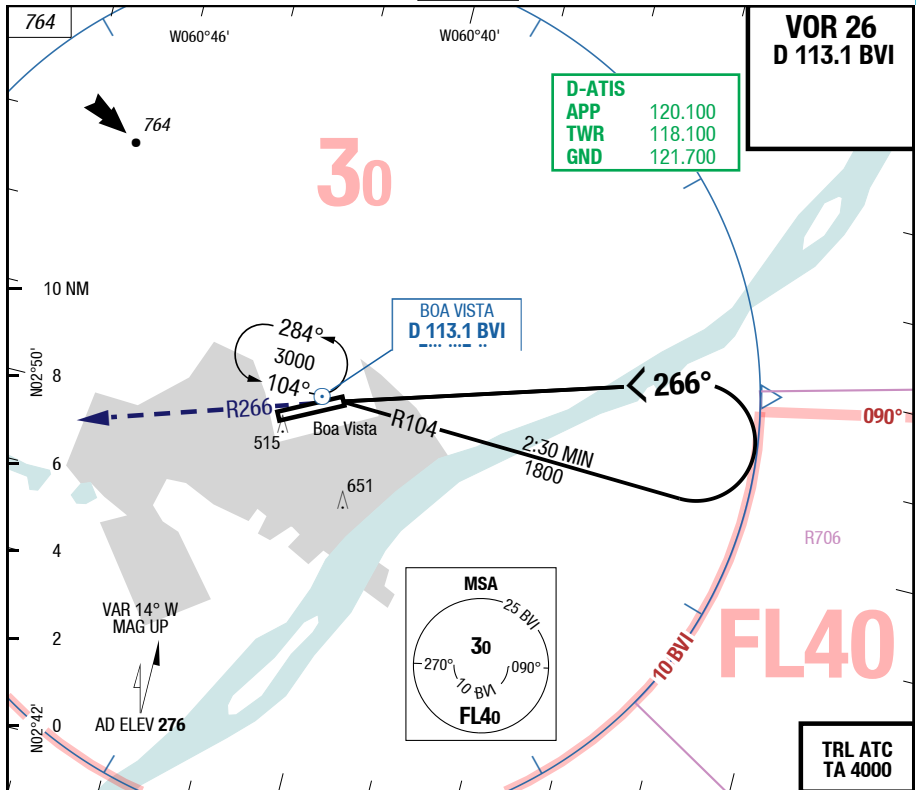 764
W060°46'
W060°40'
VOR 26
D 113.1 BVI
D-ATIS
APP 120.100
TWR 118.100
GND 121.700
764
30
10 NM
BOA VISTA
D 113.1 BVI
284°
3000
104°
N02°50'
8
266°
R266
090°
R104
515
Boa Vista
2:30 MIN
1800
6
651
R706
4
MSA
25 BVI
30
270°
090°
10 BVI
FL40
VAR 14° W
MAG UP
2
FL40
10 BVI
N02°42'
0
AD ELEV 276
TRL ATC
TA 4000